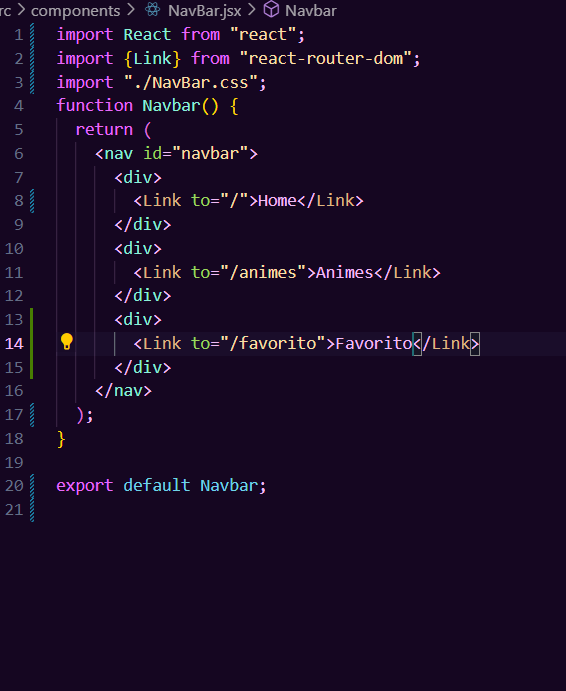 rc > components > NavBar.jsx > Navbar
1 import React from "react";
2 import {Link} from "react-router-dom";
3 import "./NavBar.css";
4 function Navbar() {
5 return (
6 <nav id="navbar">
7 <div>
8 <Link to="/">Home</Link>
9 </div>
10 <div>
11 <Link to="/animes">Animes</Link>
12 </div>
13 <div>
14 <Link to="/favorito">Favorito</Link>
15 </div>
16 </nav>
17 );
18 }
19
20 export default Navbar;
21